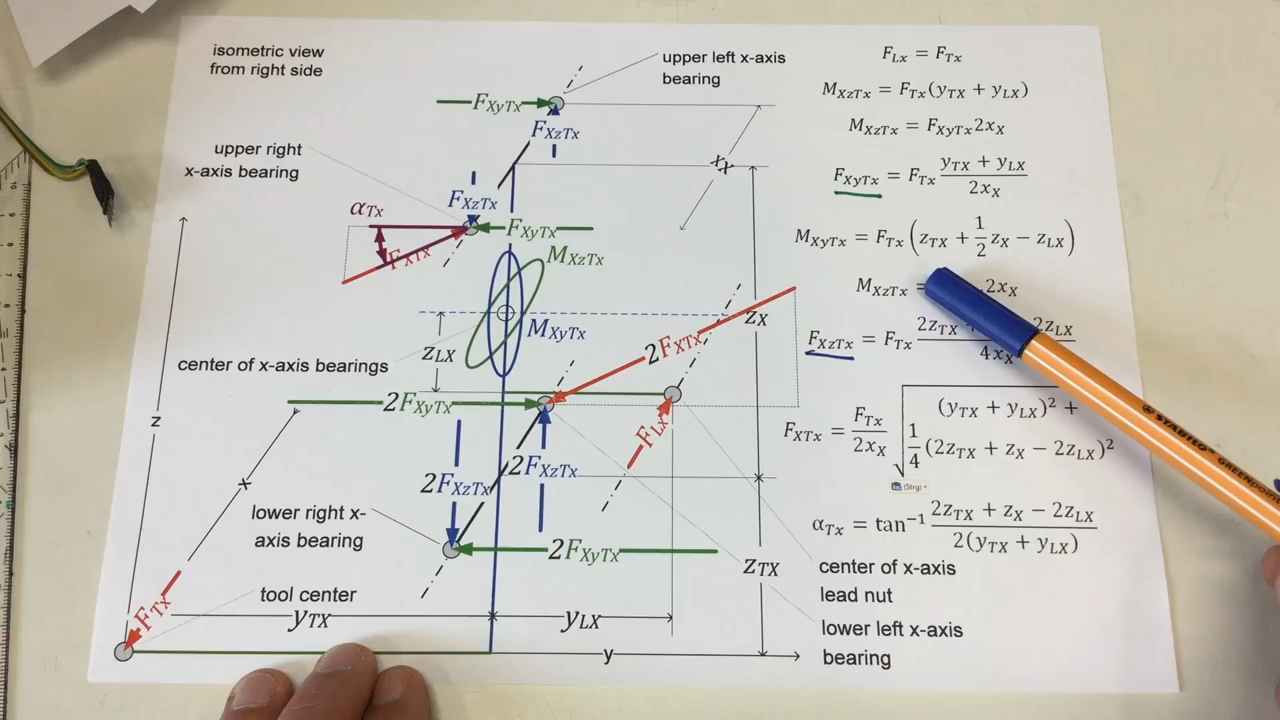 isometric view
from right side
upper left x-axis
bearing
F_XyTx
F_XzTx
x_X
upper right
x-axis bearing
F_XzTx
α_Tx
F_XyTx
F_XTx
M_XzTx
z_X
M_XyTx
z_LX
center of x-axis bearings
2F_XTx
2F_XyTx
z
F_Lx
2F_XzTx
2F_XzTx
x
lower right x-
axis bearing
2F_XyTx
z_TX
F_Tx
tool center
y_TX
y_LX
y
F_Lx = F_Tx
M_XzTx = F_Tx(y_TX + y_LX)
M_XzTx = F_XyTx 2x_X
F_XyTx = F_Tx (y_TX + y_LX)/(2x_X)
M_XyTx = F_Tx (z_TX + 1/2 z_X − z_LX)
M_XzTx = 2x_X
F_XzTx = F_Tx 2z_TX 2z_LX / 4x_X
F_XTx = F_Tx/(2x_X) √((y_TX + y_LX)² + 1/4 (2z_TX + z_X − 2z_LX)²)
(Strg)
α_Tx = tan⁻¹ (2z_TX + z_X − 2z_LX)/(2(y_TX + y_LX))
center of x-axis
lead nut
lower left x-axis
bearing
STABILO GREENpoint
10